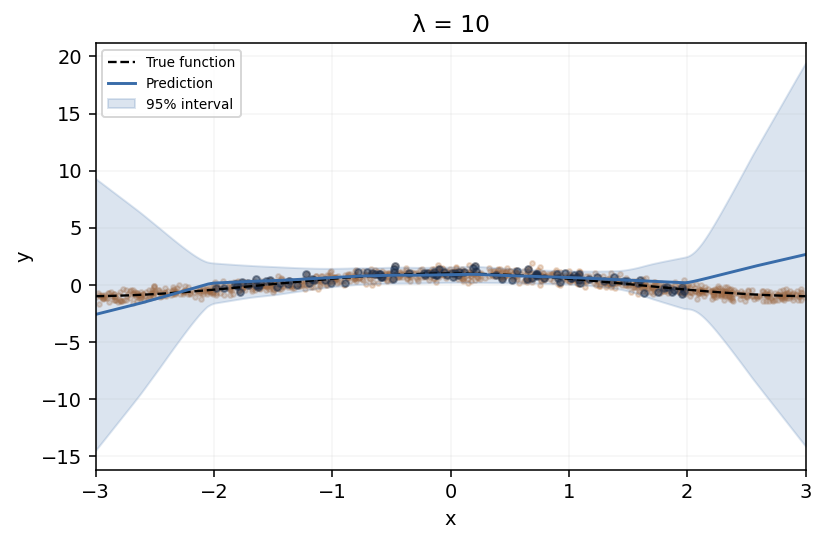 λ = 10
True function
Prediction
95% interval
y
20
15
10
5
0
−5
−10
−15
−3 −2 −1 0 1 2 3
x